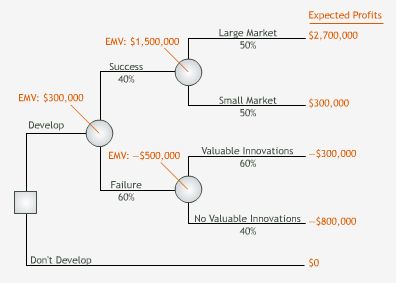 Expected Profits
Large Market
$2,700,000
50%
EMV: $1,500,000
Success
40%
Small Market
$300,000
50%
EMV: $300,000
Develop
EMV: –$500,000
Valuable Innovations
–$300,000
60%
Failure
60%
No Valuable Innovations
–$800,000
40%
Don't Develop
$0